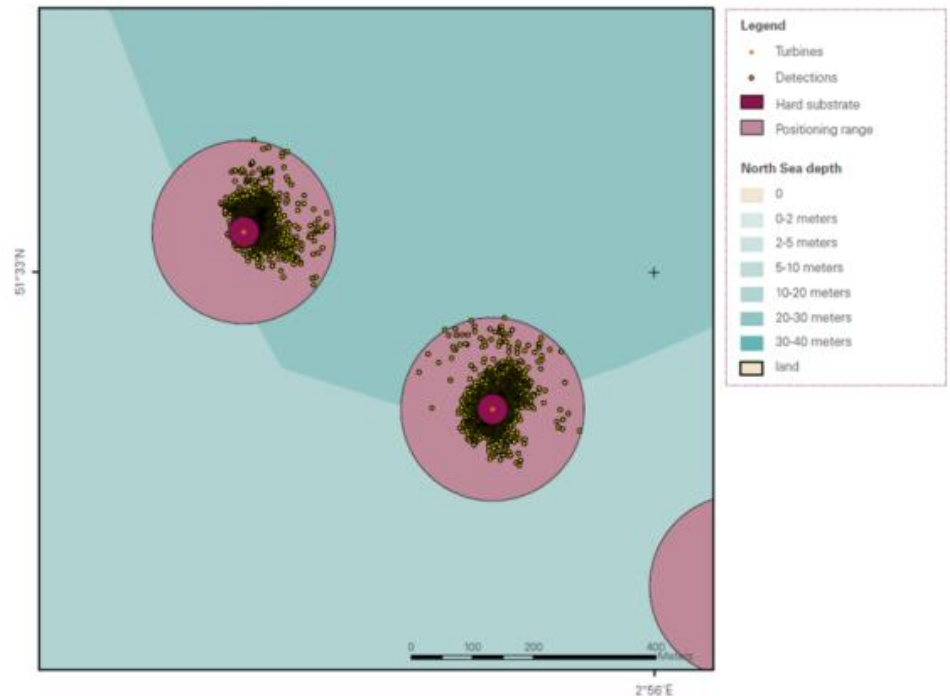 Legend
Turbines
Detections
Hard substrate
Positioning range
North Sea depth
0
0-2 meters
2-5 meters
5-10 meters
10-20 meters
20-30 meters
30-40 meters
land
51°33'N
0 100 200 400
Meters
2°56'E